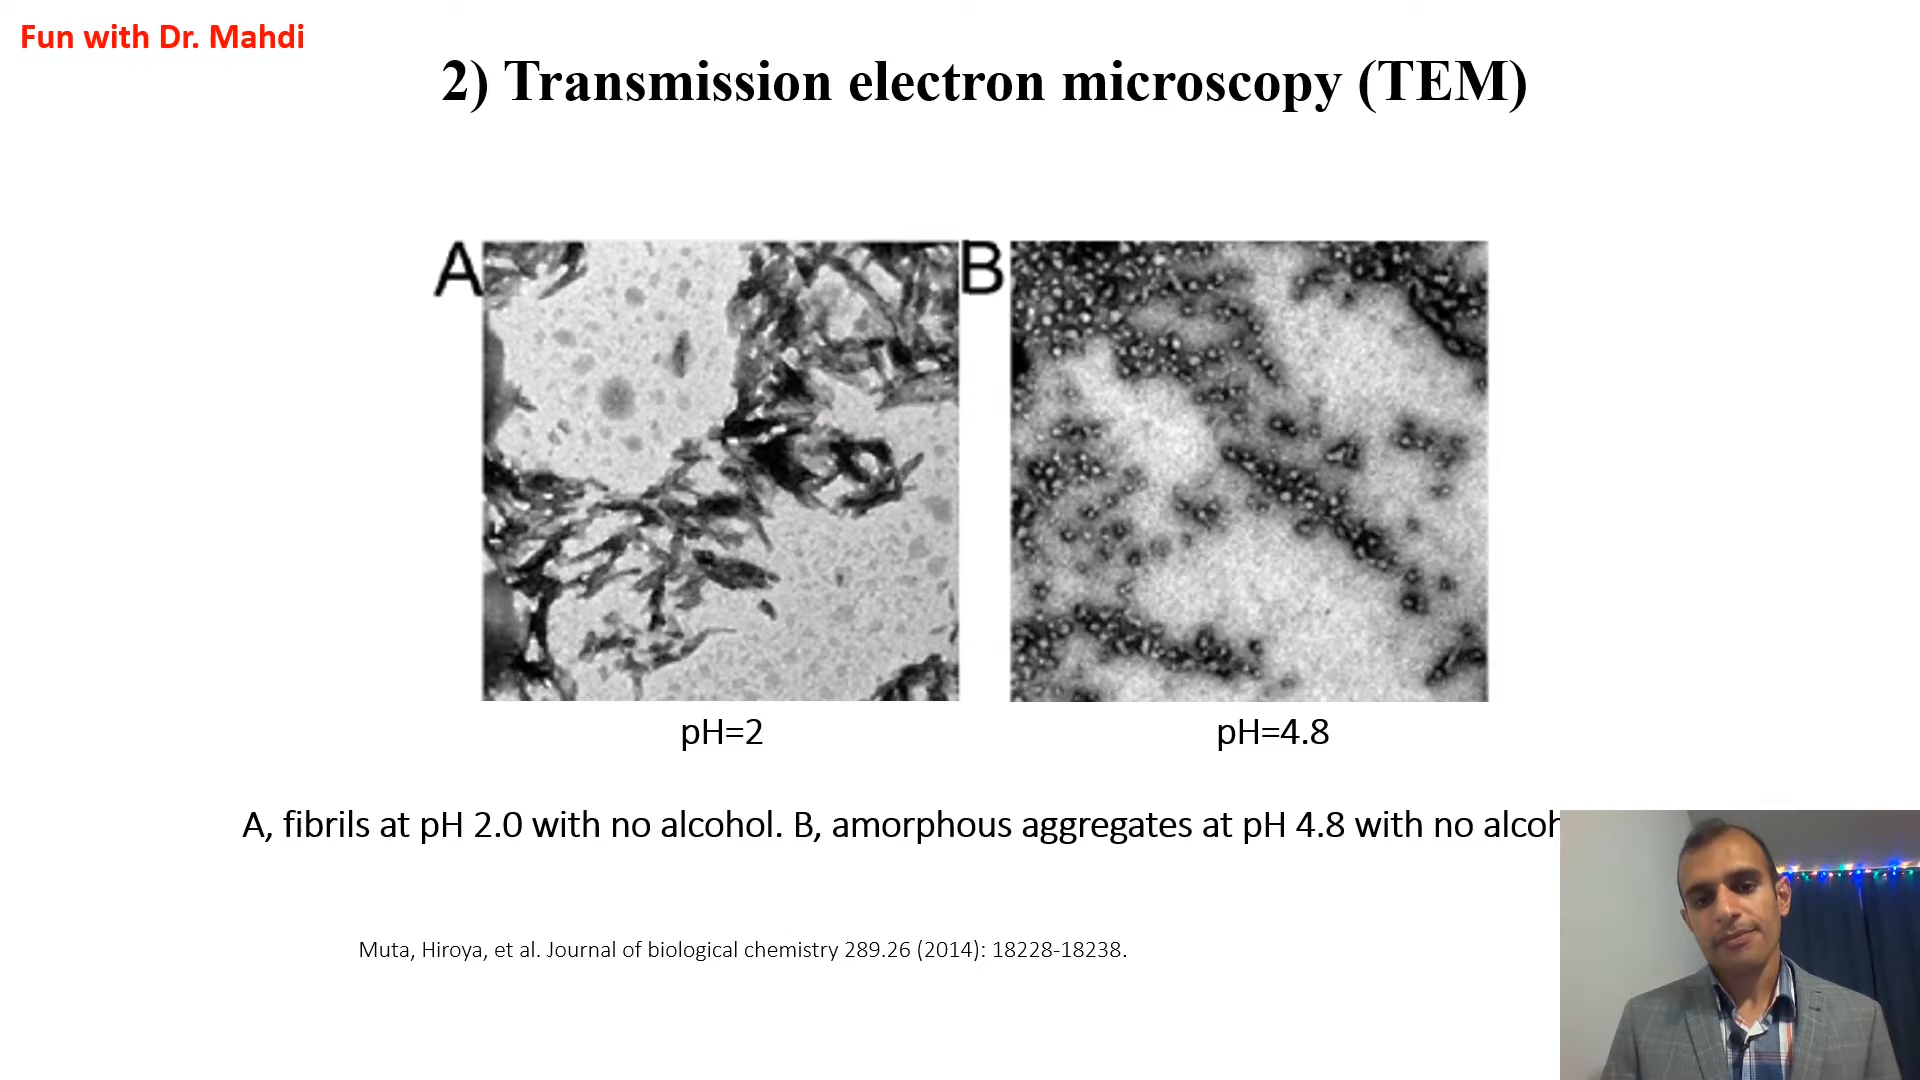 Fun with Dr. Mahdi
2) Transmission electron microscopy (TEM)
A
B
pH=2
pH=4.8
A, fibrils at pH 2.0 with no alcohol. B, amorphous aggregates at pH 4.8 with no
Muta, Hiroya, et al. Journal of biological chemistry 289.26 (2014): 18228-18238.